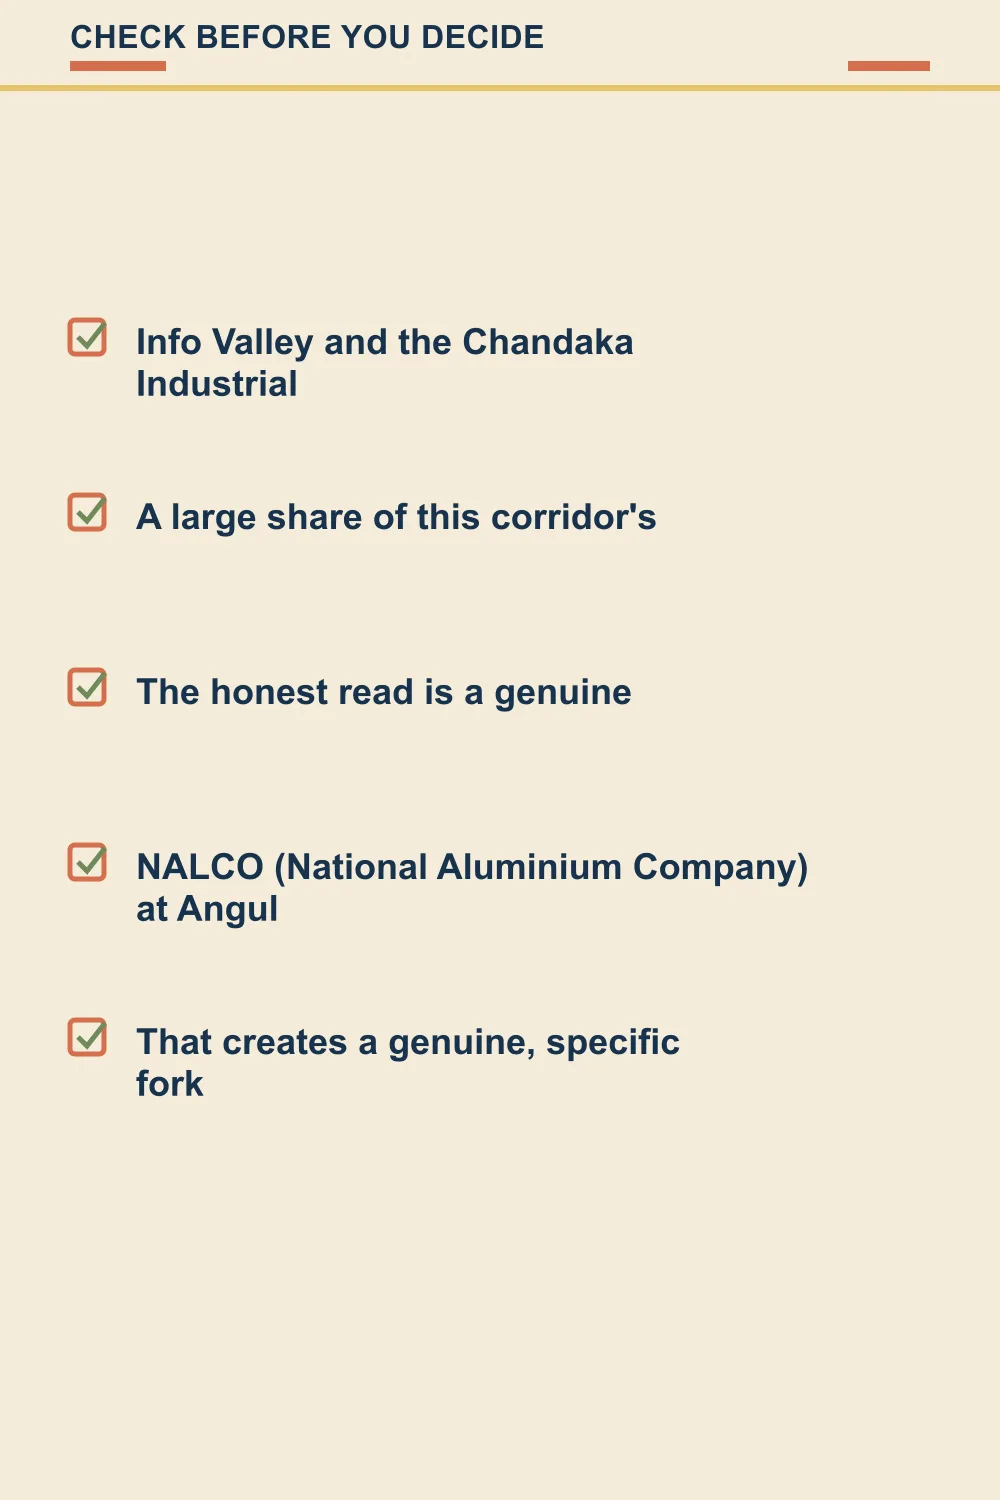 CHECK BEFORE YOU DECIDE
Info Valley and the Chandaka
Industrial
A large share of this corridor's
The honest read is a genuine
NALCO (National Aluminium Company)
at Angul
That creates a genuine, specific
fork